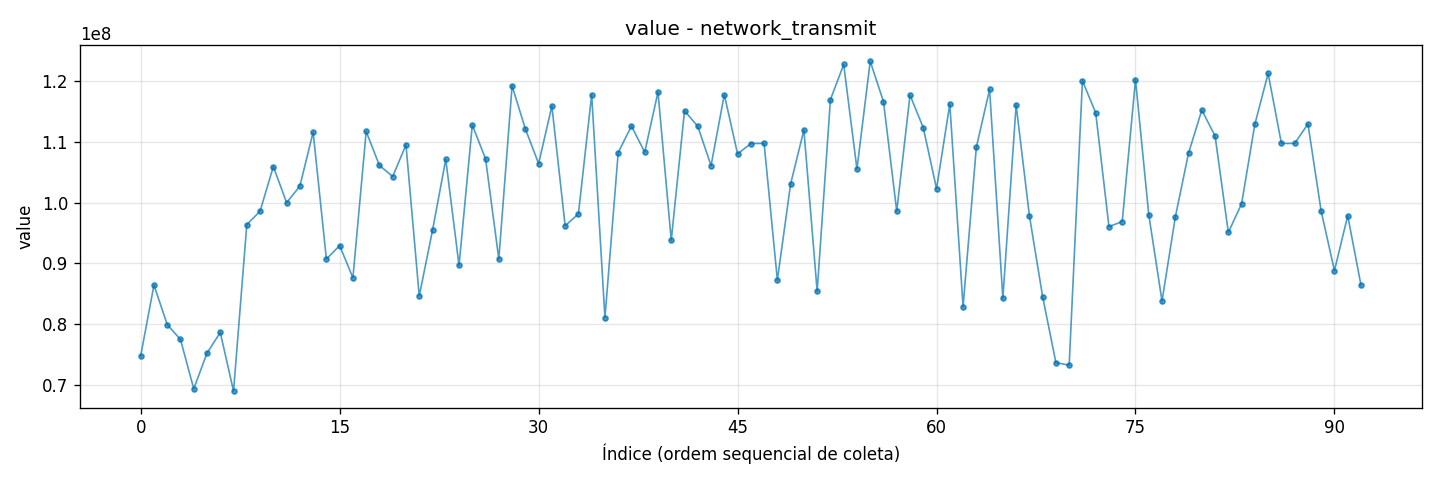 value - network_transmit
1e8
1.2
1.1
1.0
0.9
0.8
0.7
value
0 15 30 45 60 75 90
Índice (ordem sequencial de coleta)